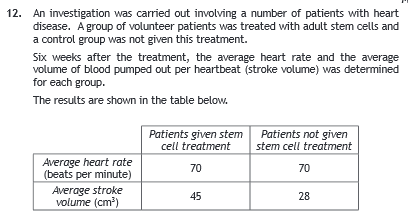 12. An investigation was carried out involving a number of patients with heart
disease. A group of volunteer patients was treated with adult stem cells and
a control group was not given this treatment.
Six weeks after the treatment, the average heart rate and the average
volume of blood pumped out per heartbeat (stroke volume) was determined
for each group.
The results are shown in the table below.
Patients given stem cell treatment
Patients not given stem cell treatment
Average heart rate (beats per minute)
70
70
Average stroke volume (cm³)
45
28